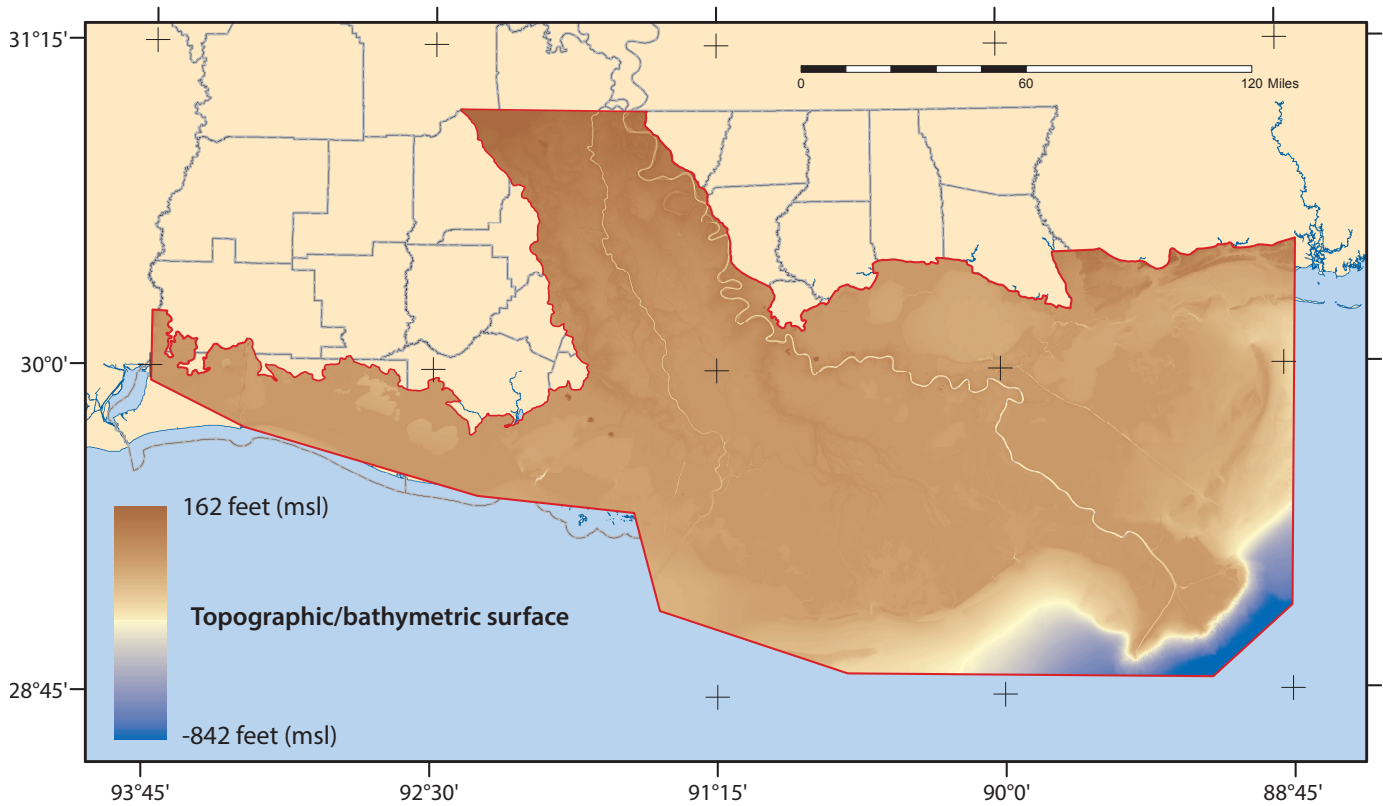 31°15'
0 60 120 Miles
30°0'
162 feet (msl)
Topographic/bathymetric surface
28°45'
-842 feet (msl)
93°45' 92°30' 91°15' 90°0' 88°45'